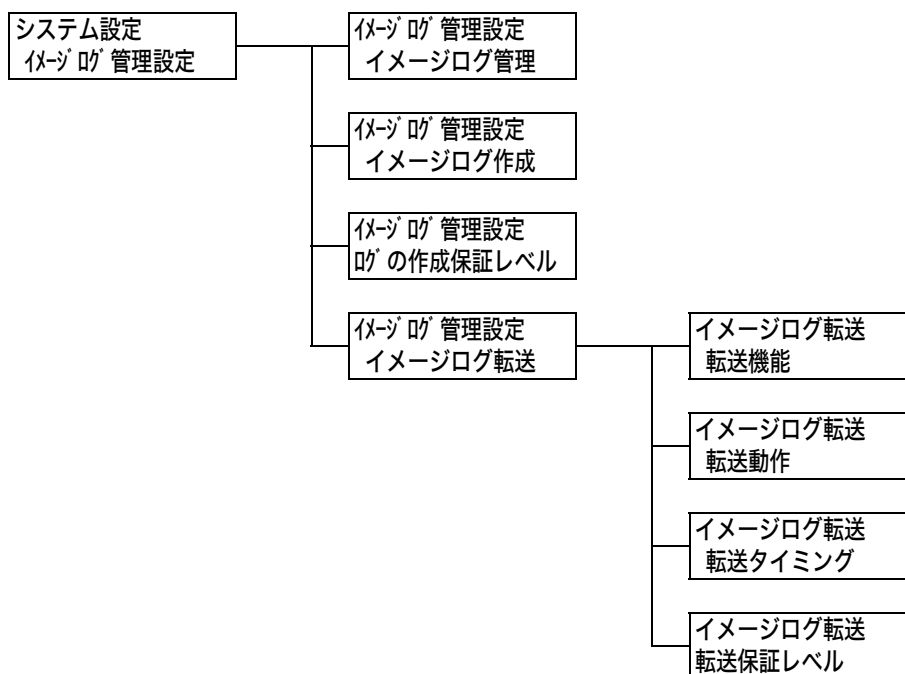 システム設定
ｲﾒｰｼﾞﾛｸﾞ管理設定
ｲﾒｰｼﾞﾛｸﾞ管理設定
イメージログ管理
ｲﾒｰｼﾞﾛｸﾞ管理設定
イメージログ作成
ｲﾒｰｼﾞﾛｸﾞ管理設定
ﾛｸﾞの作成保証レベル
ｲﾒｰｼﾞﾛｸﾞ管理設定
イメージログ転送
イメージログ転送
転送機能
イメージログ転送
転送動作
イメージログ転送
転送タイミング
イメージログ転送
転送保証レベル